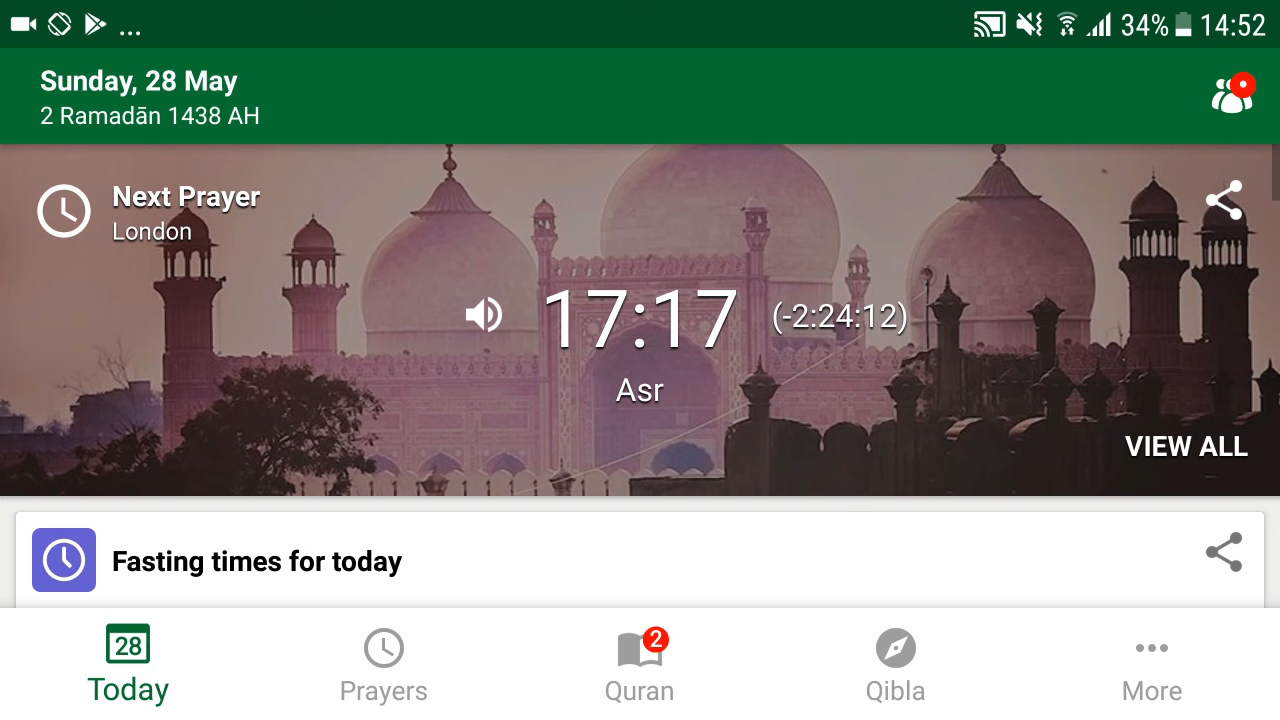 ... 34% 14:52
Sunday, 28 May
2 Ramadān 1438 AH
Next Prayer
London
17:17 (-2:24:12)
Asr
VIEW ALL
Fasting times for today
28 2
Today Prayers Quran Qibla More